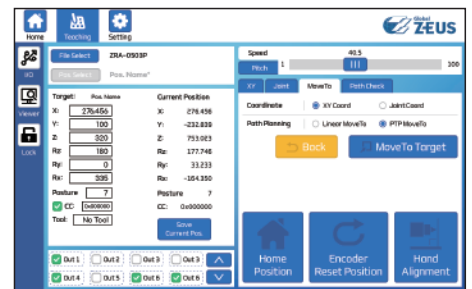 Home
Teaching
Setting
Global
ZEUS
I/O
Viewer
Lock
File Select
ZRA-0503P
Pos. Select
Pos. Name*
Target:
Pos. Name
Current Position
X:
276.456
X:
276.456
Y:
100
Y:
-232.839
Z:
320
Z:
Rz:
180
Rz:
177.746
Ry:
0
Ry:
33.233
Rx:
335
Rx:
-164.350
Posture
7
Posture
7
CC:
0x000000
CC:
0x000000
Tool:
No Tool
Save
Current Pos.
Out 1
Out 2
Out 3
Out 3
Out 4
Out 5
Out 6
Out 6
Speed
40.5
Pitch
1
100
XY
Joint
MoveTo
Path Check
Coordinate
XY Coord
Joint Coord
Path Planning
Linear MoveTo
PTP MoveTo
Back
MoveTo Target
Home
Position
Encoder
Reset Position
Hand
Alignment